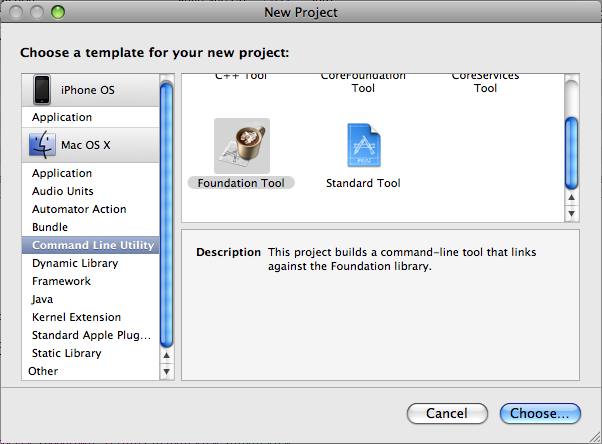 New Project
Choose a template for your new project:
iPhone OS
Application
Mac OS X
Application
Audio Units
Automator Action
Bundle
Command Line Utility
Dynamic Library
Framework
Java
Kernel Extension
Standard Apple Plug...
Static Library
Other
C++ Tool
CoreFoundation
Tool
CoreServices
Tool
Foundation Tool
Standard Tool
Description This project builds a command-line tool that links
against the Foundation library.
Cancel
Choose...